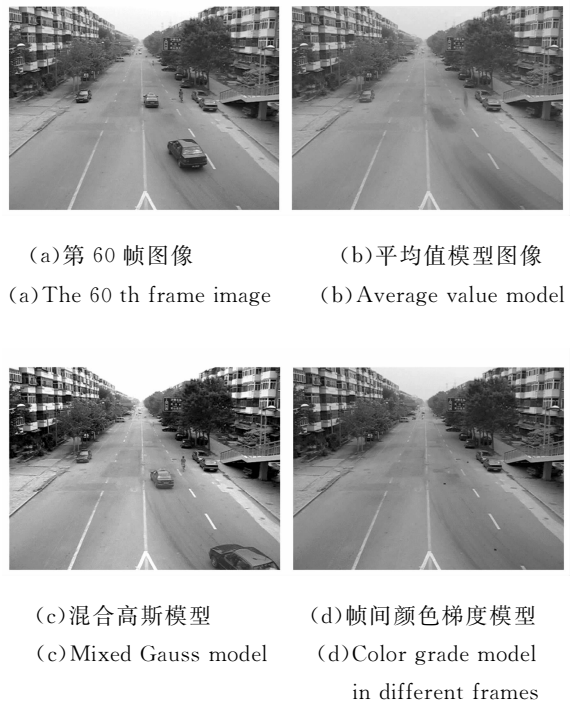 (a)第 60 帧图像
(b)平均值模型图像
(a)The 60 th frame image
(b)Average value model
(c)混合高斯模型
(d)帧间颜色梯度模型
(c)Mixed Gauss model
(d)Color grade model
in different frames